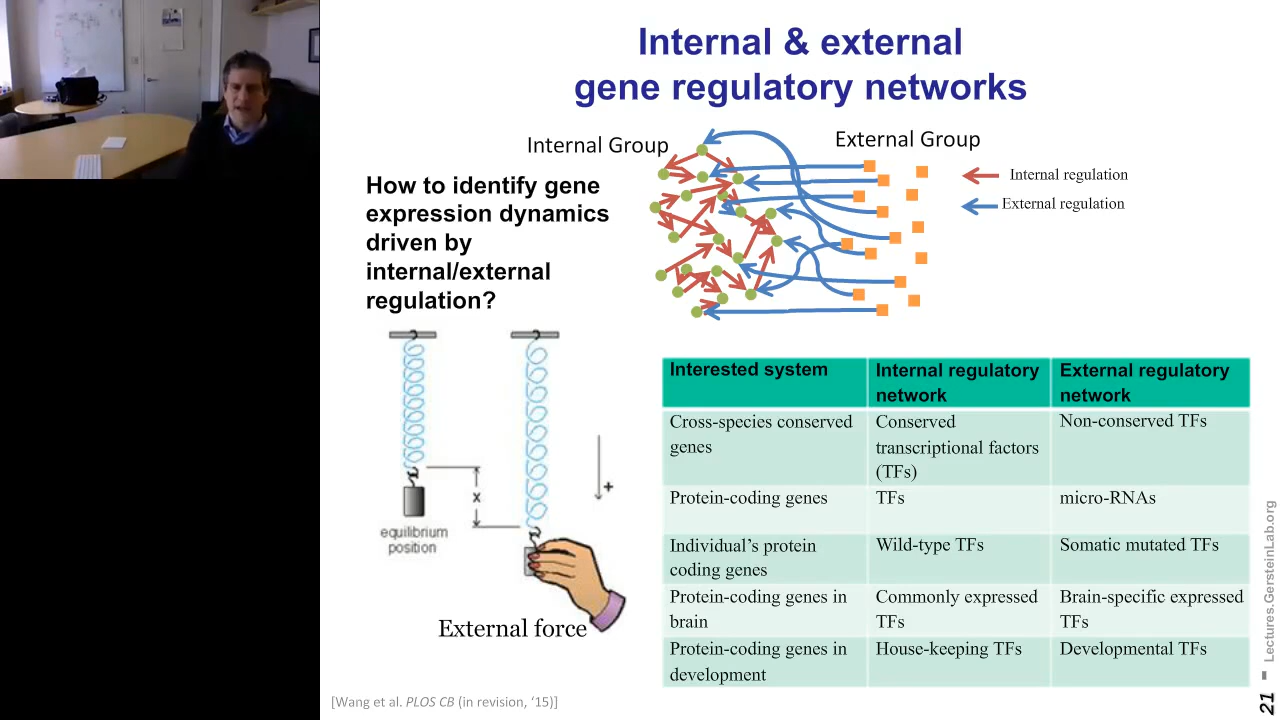 Internal & external
gene regulatory networks
Internal Group
External Group
Internal regulation
External regulation
How to identify gene
expression dynamics
driven by
internal/external
regulation?
x
+
equilibrium
position
External force
Interested system
Internal regulatory
network
External regulatory
network
Cross-species conserved
genes
Conserved
transcriptional factors
(TFs)
Non-conserved TFs
Protein-coding genes
TFs
micro-RNAs
Individual's protein
coding genes
Wild-type TFs
Somatic mutated TFs
Protein-coding genes in
brain
Commonly expressed
TFs
Brain-specific expressed
TFs
Protein-coding genes in
development
House-keeping TFs
Developmental TFs
[Wang et al. PLOS CB (in revision, '15)]
21 - Lectures.GersteinLab.org